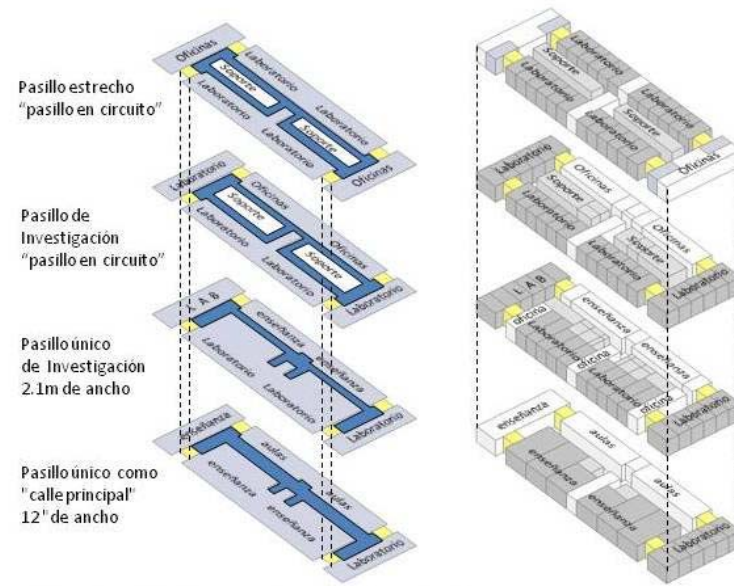 Pasillo estrecho
“pasillo en circuito”
Pasillo de
Investigación
“pasillo en circuito”
Pasillo único
de Investigación
2.1m de ancho
Pasillo único como
"calle principal"
12" de ancho
Oficinas
Laboratorio
Laboratorio
Soporte
Soporte
Laboratorio
Laboratorio
Oficinas
Laboratorio
Oficinas
Oficinas
Soporte
Soporte
Laboratorio
Laboratorio
Laboratorio
LAB
enseñanza
enseñanza
Laboratorio
Laboratorio
Laboratorio
enseñanza
aulas
aulas
enseñanza
enseñanza
Laboratorio
Laboratorio
Soporte
Laboratorio
Laboratorio
Soporte
Laboratorio
Oficinas
Laboratorio
Oficinas
Soporte
Oficinas
Laboratorio
Soporte
Laboratorio
Laboratorio
LAB
oficina
enseñanza
Laboratorio
enseñanza
oficina
Laboratorio
oficina
Laboratorio
enseñanza
aulas
enseñanza
aulas
enseñanza
Laboratorio